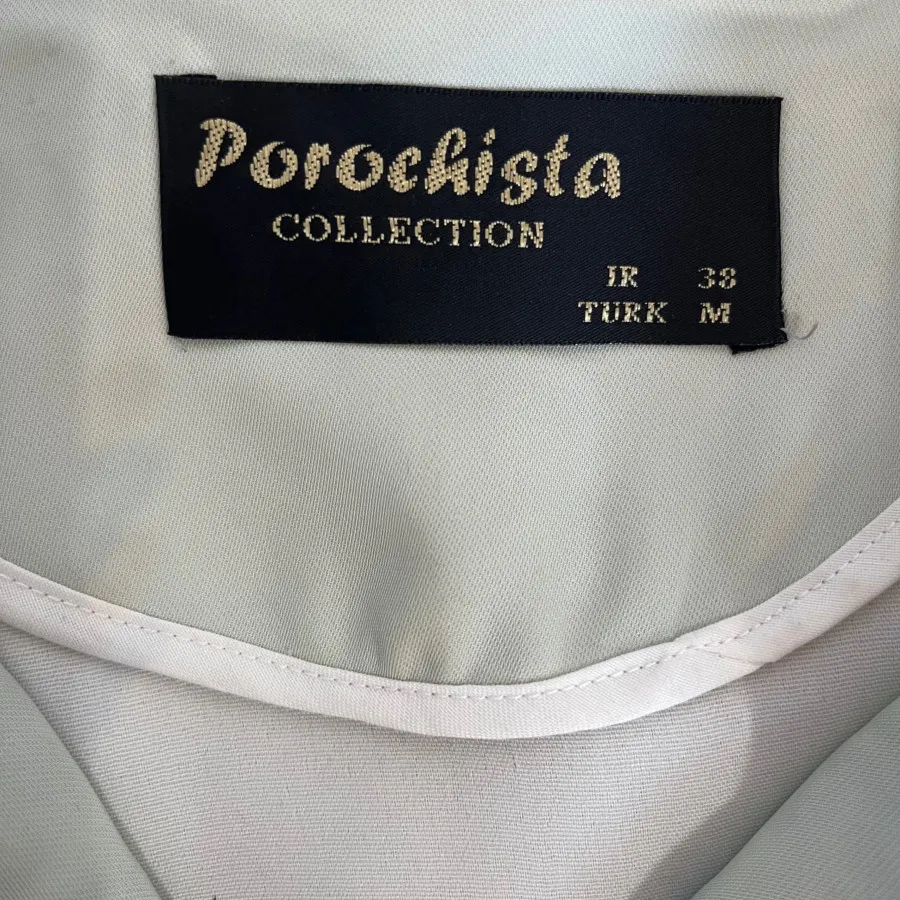 Porochista
COLLECTION
IR 38
TURK M